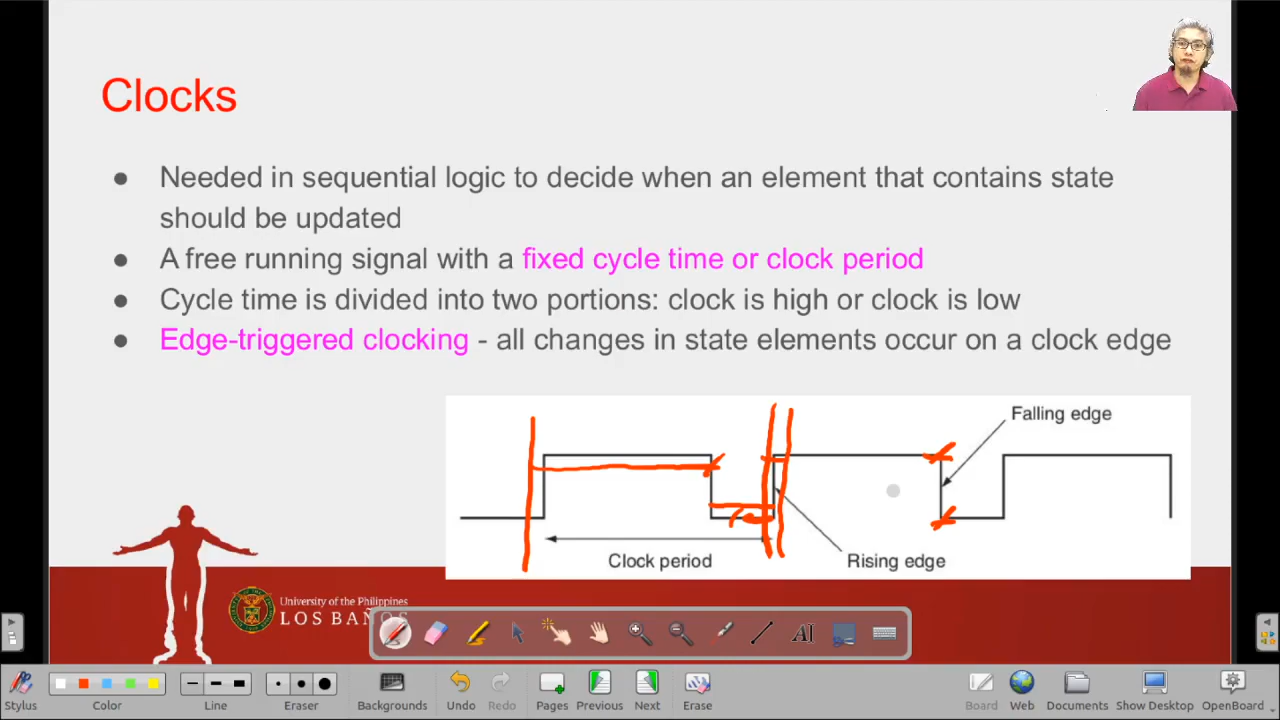 Clocks
● Needed in sequential logic to decide when an element that contains state
should be updated
● A free running signal with a fixed cycle time or clock period
● Cycle time is divided into two portions: clock is high or clock is low
● Edge-triggered clocking - all changes in state elements occur on a clock edge
Falling edge
Clock period
Rising edge
University of the Philippines
LOS BAÑOS
Stylus
Color
Line
Eraser
Backgrounds
Undo
Redo
Pages
Previous
Next
Erase
Board
Web
Documents
Show Desktop
OpenBoard